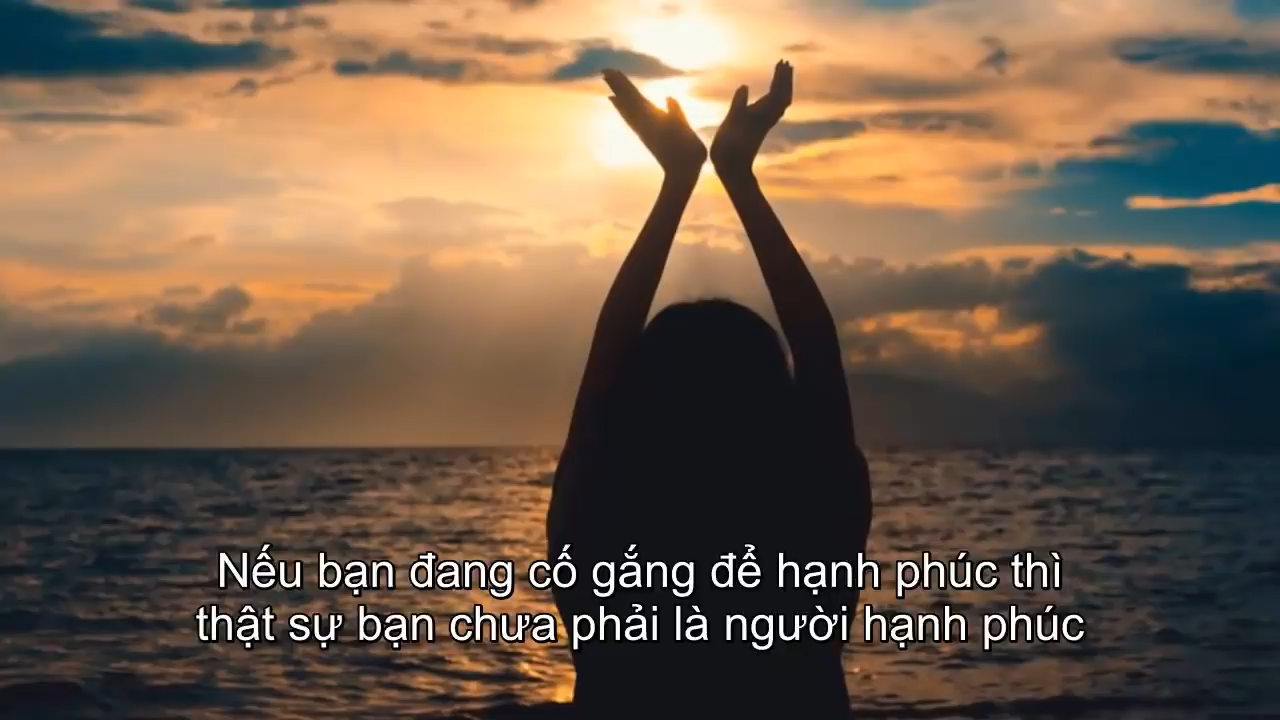 Nếu bạn đang cố gắng để hạnh phúc thì
thật sự bạn chưa phải là người hạnh phúc